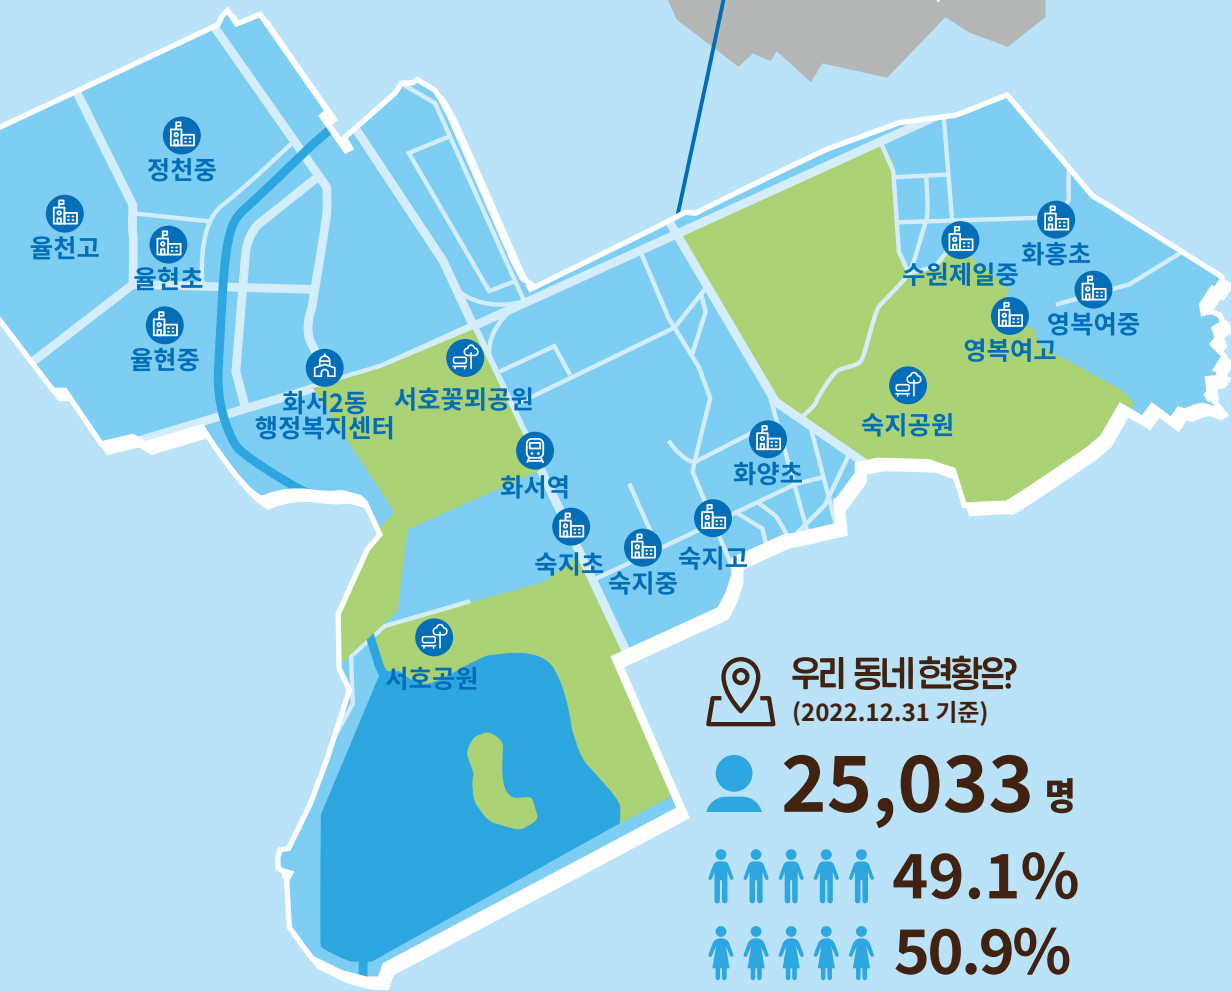 정천중
율천고
율현초
율현중
화서2동
행정복지센터
서호꽃뫼공원
화서역
숙지초
숙지중
숙지고
화양초
수원제일중
화홍초
영복여중
영복여고
숙지공원
서호공원
우리 동네 현황은?
(2022.12.31 기준)
25,033 명
49.1%
50.9%